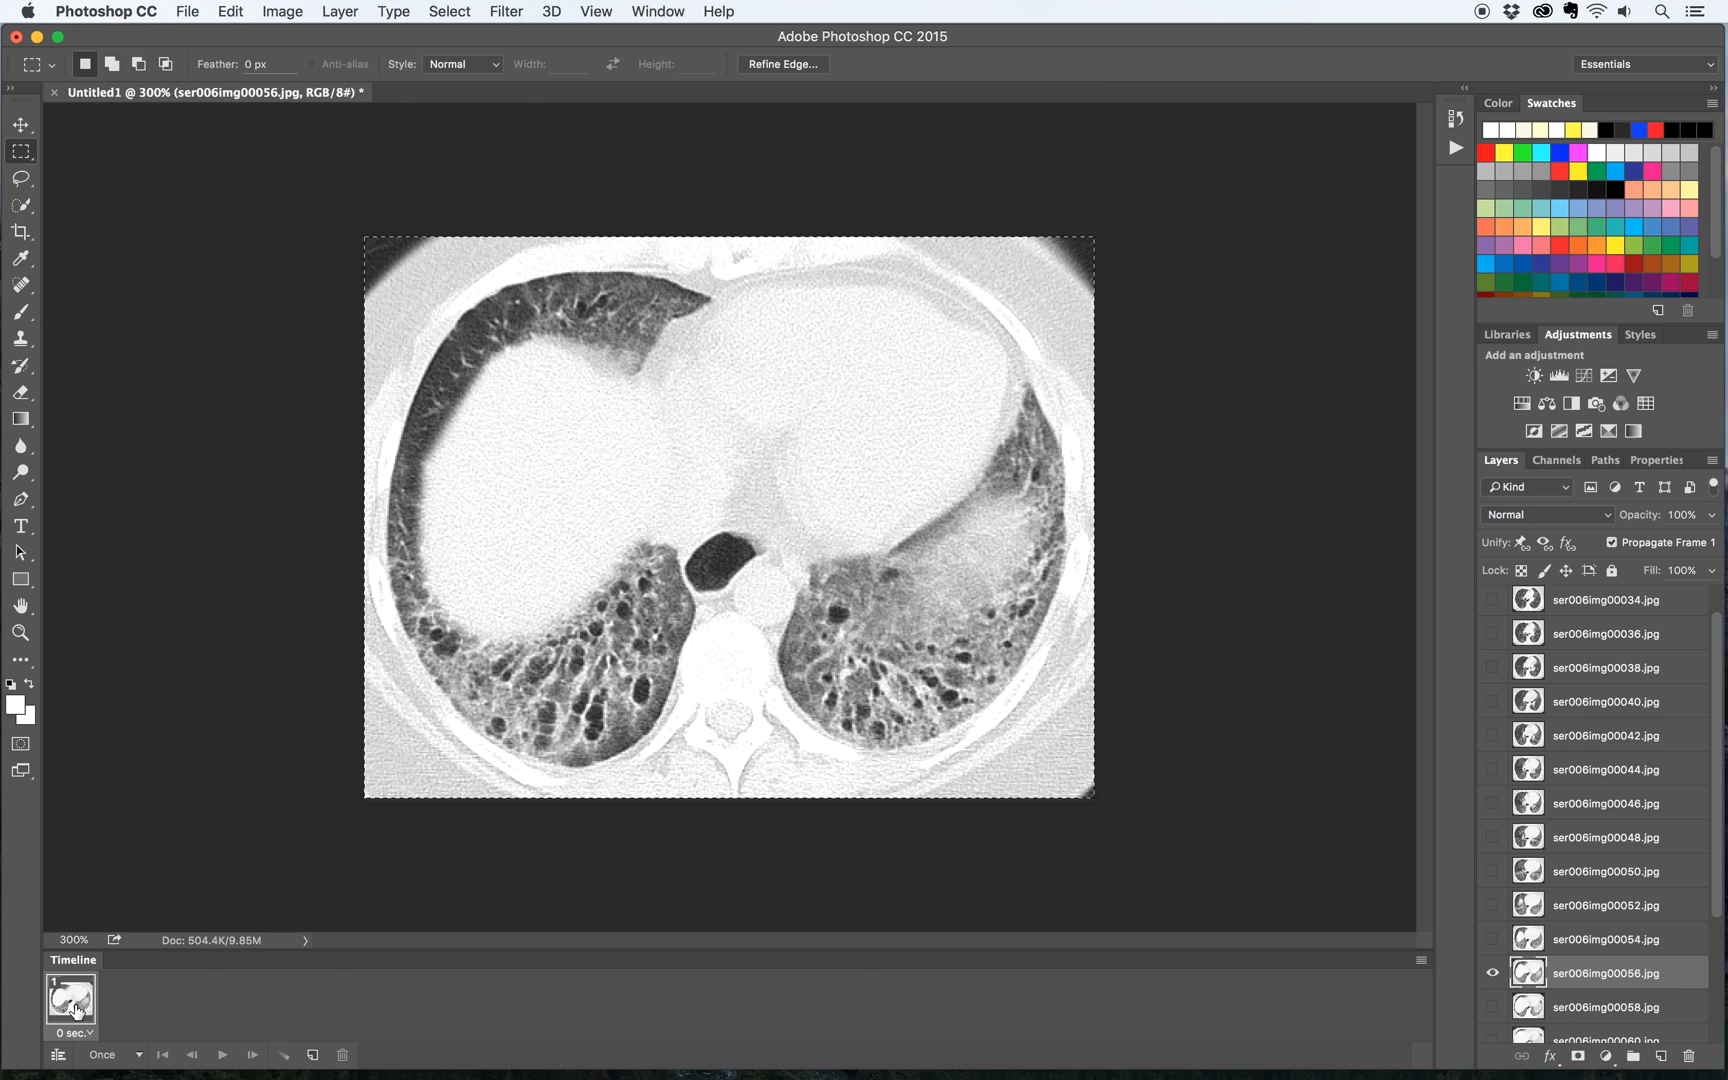 Photoshop CC File Edit Image Layer Type Select Filter 3D View Window Help
Adobe Photoshop CC 2015
Feather: 0 px Anti-alias Style: Normal Width: Height: Refine Edge... Essentials
× Untitled1 @ 300% (ser006img00056.jpg, RGB/8#) *
Color Swatches
Libraries Adjustments Styles
Add an adjustment
Layers Channels Paths Properties
Kind
Normal Opacity: 100%
Unify: Propagate Frame 1
Lock: Fill: 100%
ser006img00034.jpg
ser006img00036.jpg
ser006img00038.jpg
ser006img00040.jpg
ser006img00042.jpg
ser006img00044.jpg
ser006img00046.jpg
ser006img00048.jpg
ser006img00050.jpg
ser006img00052.jpg
ser006img00054.jpg
ser006img00056.jpg
ser006img00058.jpg
ser006img00060.jpg
300% Doc: 504.4K/9.85M
Timeline
1
0 sec.
Once
fx